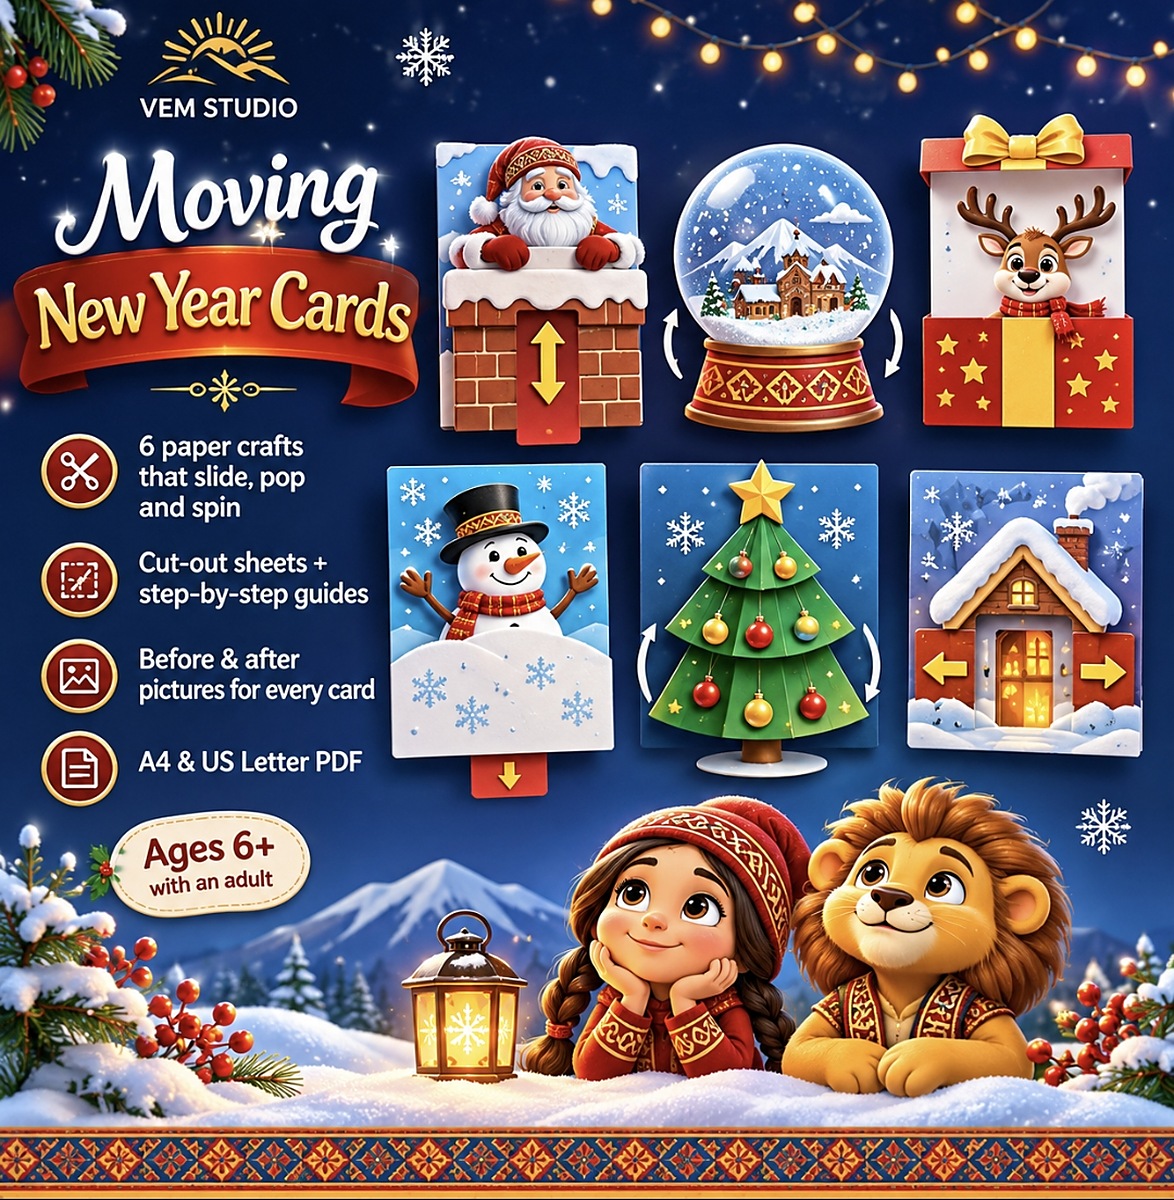 VEM STUDIO
Moving
New Year Cards
6 paper crafts
that slide, pop
and spin
Cut-out sheets +
step-by-step guides
Before & after
pictures for every card
A4 & US Letter PDF
Ages 6+
with an adult